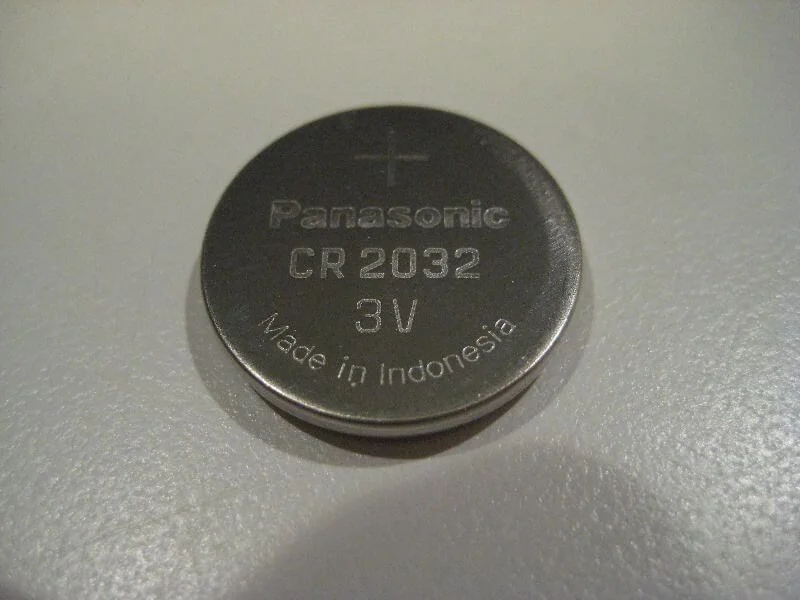 +
Panasonic
CR 2032
3V
Made in Indonesia